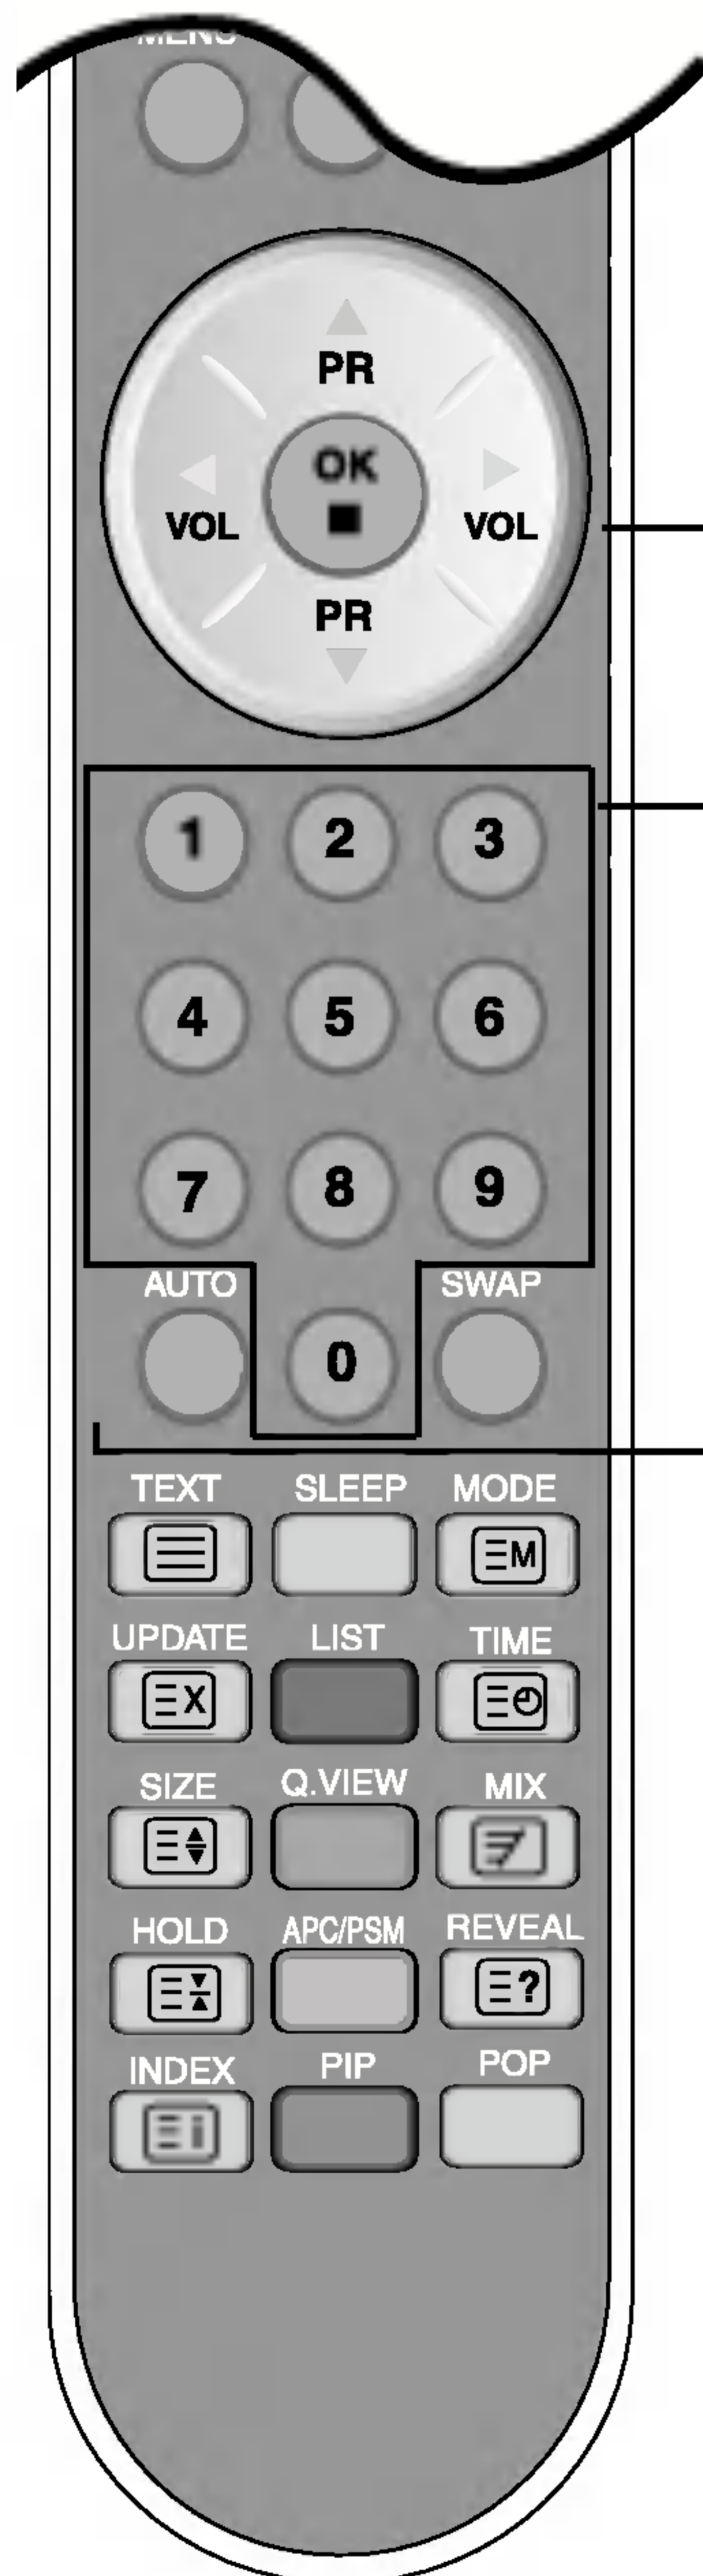 MENU
PR
OK
VOL VOL
PR
1 2 3
4 5 6
7 8 9
AUTO SWAP
0
TEXT SLEEP MODE
M
UPDATE LIST TIME
X
SIZE Q.VIEW MIX
HOLD APC/PSM REVEAL
?
INDEX PIP POP
i